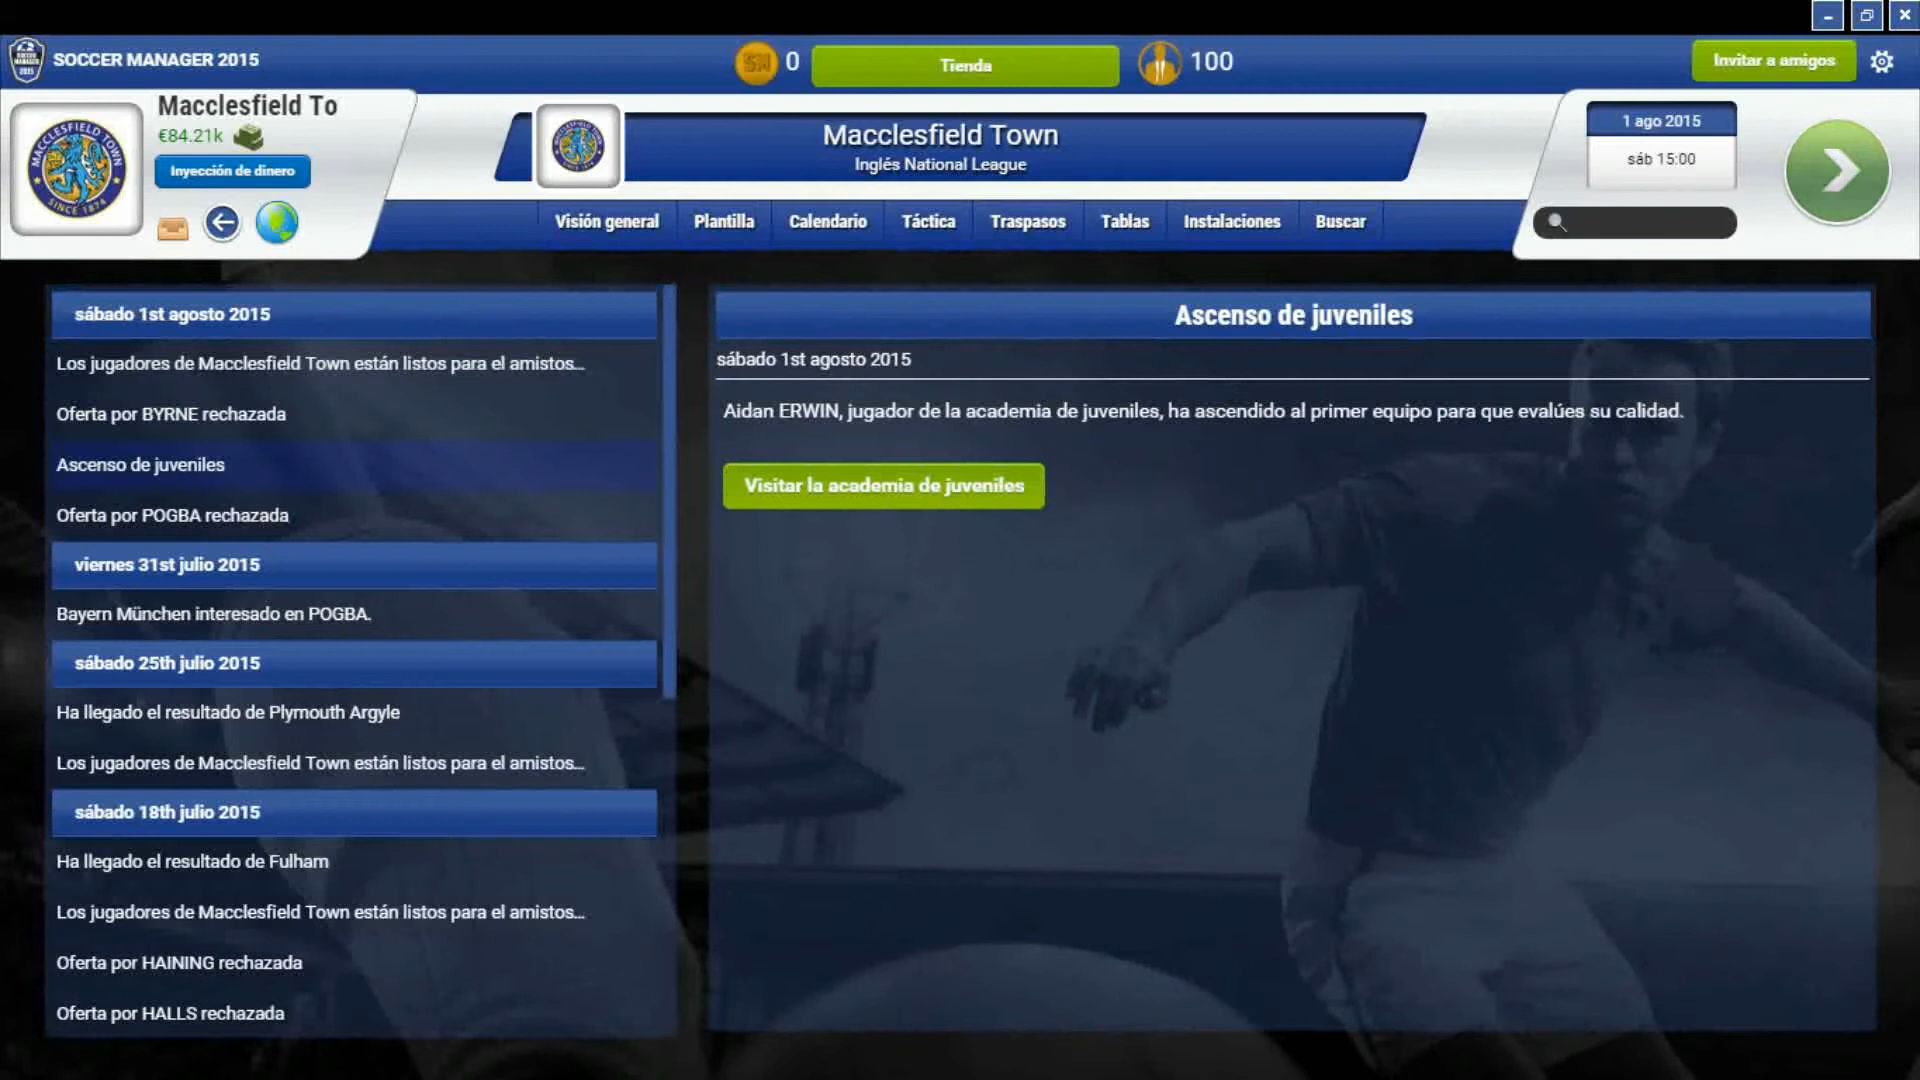 SOCCER MANAGER 2015
0
Tienda
100
Invitar a amigos
Macclesfield To
€84.21k
Inyección de dinero
MACCLESFIELD TOWN
SINCE 1874
Macclesfield Town
Inglés National League
1 ago 2015
sáb 15:00
Visión general
Plantilla
Calendario
Táctica
Traspasos
Tablas
Instalaciones
Buscar
sábado 1st agosto 2015
Los jugadores de Macclesfield Town están listos para el amistos...
Oferta por BYRNE rechazada
Ascenso de juveniles
Oferta por POGBA rechazada
viernes 31st julio 2015
Bayern München interesado en POGBA.
sábado 25th julio 2015
Ha llegado el resultado de Plymouth Argyle
Los jugadores de Macclesfield Town están listos para el amistos...
sábado 18th julio 2015
Ha llegado el resultado de Fulham
Los jugadores de Macclesfield Town están listos para el amistos...
Oferta por HAINING rechazada
Oferta por HALLS rechazada
Ascenso de juveniles
sábado 1st agosto 2015
Aidan ERWIN, jugador de la academia de juveniles, ha ascendido al primer equipo para que evalúes su calidad.
Visitar la academia de juveniles